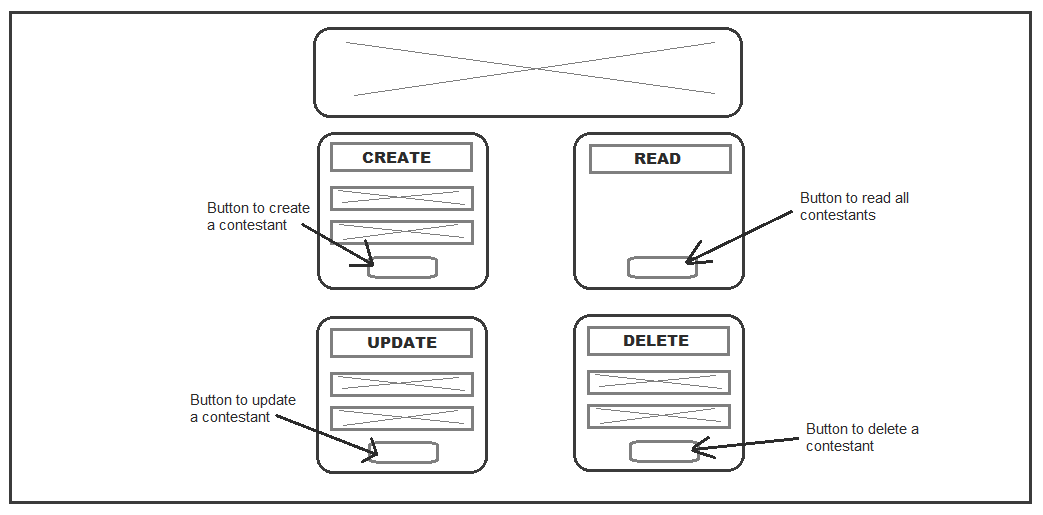 CREATE
READ
Button to create
a contestant
Button to read all
contestants
UPDATE
DELETE
Button to update
a contestant
Button to delete a
contestant